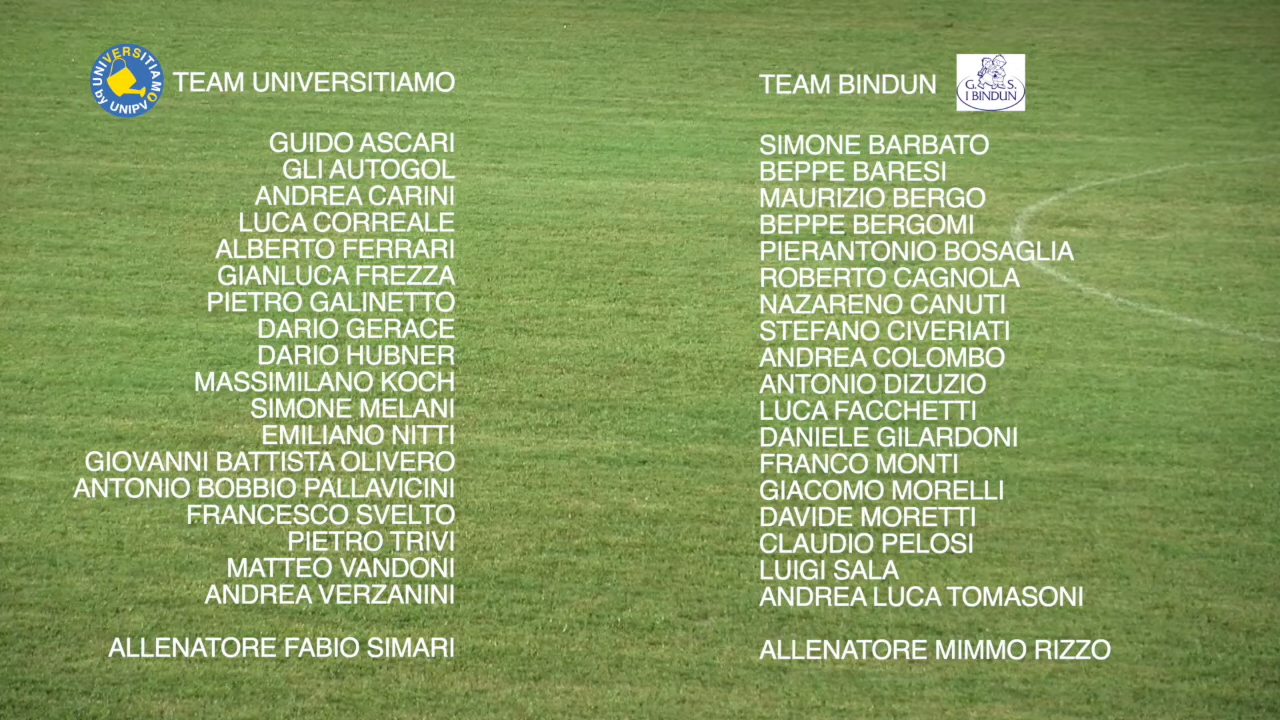 UNIVERSITIAMO
by UNIPV
TEAM UNIVERSITIAMO
GUIDO ASCARI
GLI AUTOGOL
ANDREA CARINI
LUCA CORREALE
ALBERTO FERRARI
GIANLUCA FREZZA
PIETRO GALINETTO
DARIO GERACE
DARIO HUBNER
MASSIMILANO KOCH
SIMONE MELANI
EMILIANO NITTI
GIOVANNI BATTISTA OLIVERO
ANTONIO BOBBIO PALLAVICINI
FRANCESCO SVELTO
PIETRO TRIVI
MATTEO VANDONI
ANDREA VERZANINI
ALLENATORE FABIO SIMARI
TEAM BINDUN
G. S.
I BINDUN
SIMONE BARBATO
BEPPE BARESI
MAURIZIO BERGO
BEPPE BERGOMI
PIERANTONIO BOSAGLIA
ROBERTO CAGNOLA
NAZARENO CANUTI
STEFANO CIVERIATI
ANDREA COLOMBO
ANTONIO DIZUZIO
LUCA FACCHETTI
DANIELE GILARDONI
FRANCO MONTI
GIACOMO MORELLI
DAVIDE MORETTI
CLAUDIO PELOSI
LUIGI SALA
ANDREA LUCA TOMASONI
ALLENATORE MIMMO RIZZO